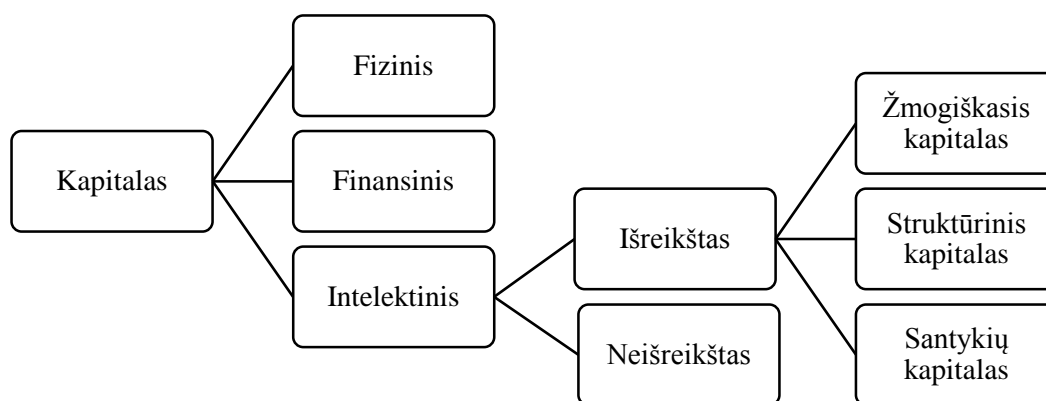 Kapitalas
Fizinis
Finansinis
Intelektinis
Išreikštas
Neišreikštas
Žmogiškasis
kapitalas
Struktūrinis
kapitalas
Santykių
kapitalas